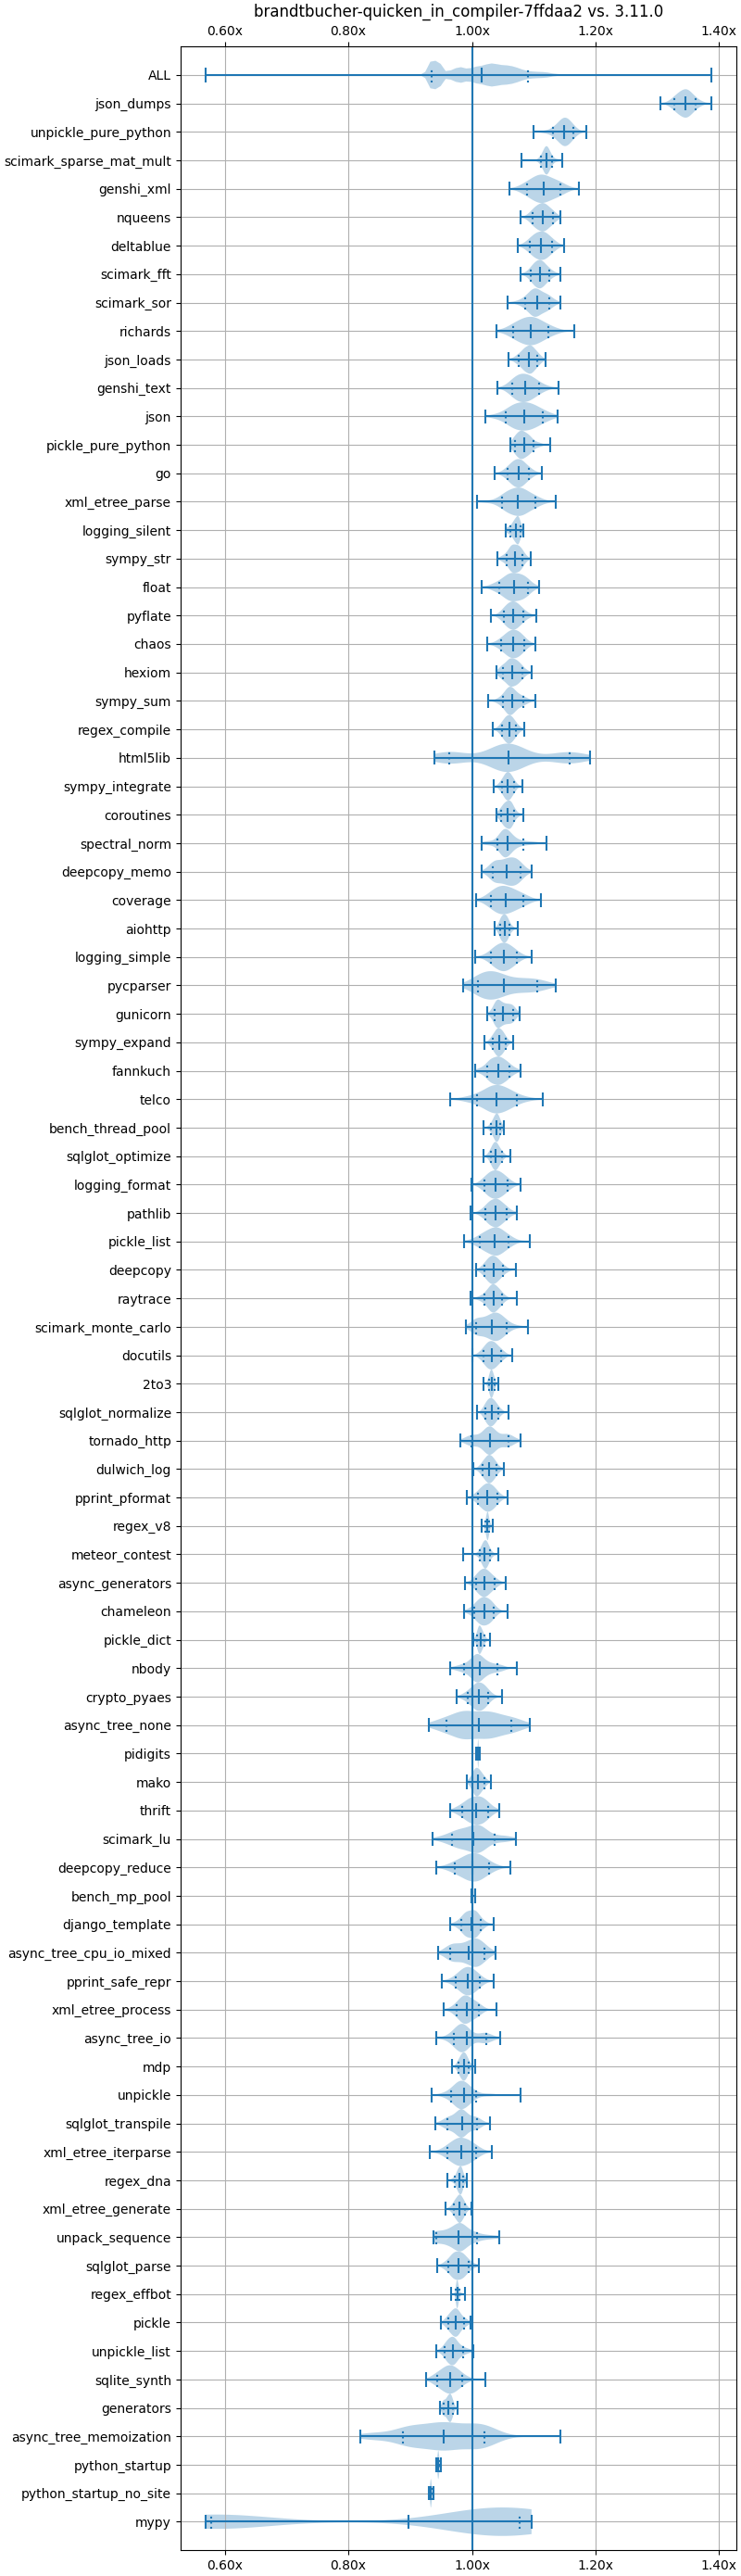 brandtbucher-quicken_in_compiler-7ffdaa2 vs. 3.11.0
0.60x 0.80x 1.00x 1.20x 1.40x
ALL
json_dumps
unpickle_pure_python
scimark_sparse_mat_mult
genshi_xml
nqueens
deltablue
scimark_fft
scimark_sor
richards
json_loads
genshi_text
json
pickle_pure_python
go
xml_etree_parse
logging_silent
sympy_str
float
pyflate
chaos
hexiom
sympy_sum
regex_compile
html5lib
sympy_integrate
coroutines
spectral_norm
deepcopy_memo
coverage
aiohttp
logging_simple
pycparser
gunicorn
sympy_expand
fannkuch
telco
bench_thread_pool
sqlglot_optimize
logging_format
pathlib
pickle_list
deepcopy
raytrace
scimark_monte_carlo
docutils
2to3
sqlglot_normalize
tornado_http
dulwich_log
pprint_pformat
regex_v8
meteor_contest
async_generators
chameleon
pickle_dict
nbody
crypto_pyaes
async_tree_none
pidigits
mako
thrift
scimark_lu
deepcopy_reduce
bench_mp_pool
django_template
async_tree_cpu_io_mixed
pprint_safe_repr
xml_etree_process
async_tree_io
mdp
unpickle
sqlglot_transpile
xml_etree_iterparse
regex_dna
xml_etree_generate
unpack_sequence
sqlglot_parse
regex_effbot
pickle
unpickle_list
sqlite_synth
generators
async_tree_memoization
python_startup
python_startup_no_site
mypy
0.60x 0.80x 1.00x 1.20x 1.40x